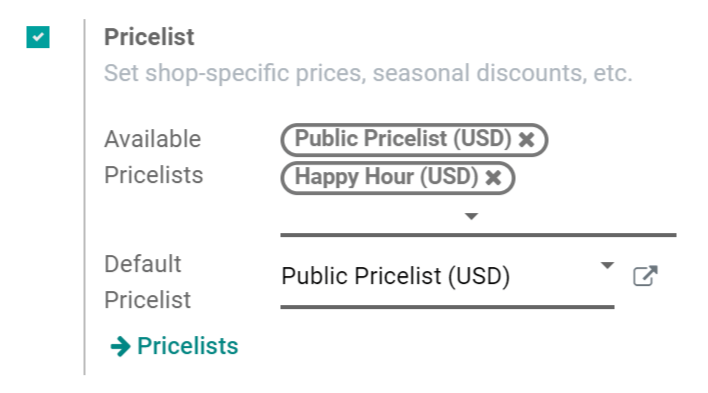 Pricelist
Set shop-specific prices, seasonal discounts, etc.
Available Pricelists
Public Pricelist (USD)
Happy Hour (USD)
Default Pricelist
Public Pricelist (USD)
Pricelists